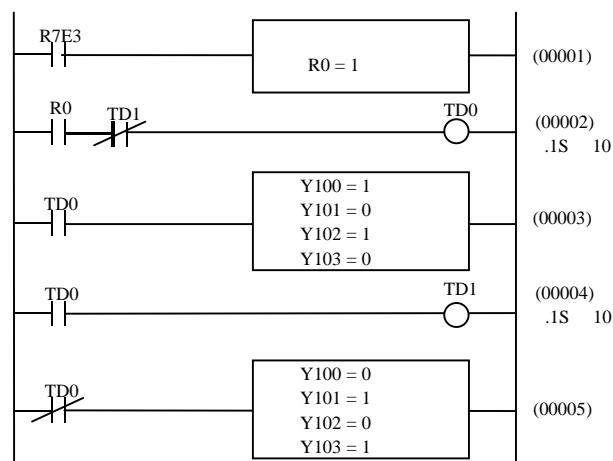 R7E3
R0 = 1
(00001)
R0
TD1
TD0
(00002)
.1S 10
TD0
Y100 = 1
Y101 = 0
Y102 = 1
Y103 = 0
(00003)
TD0
TD1
(00004)
.1S 10
TD0
Y100 = 0
Y101 = 1
Y102 = 0
Y103 = 1
(00005)